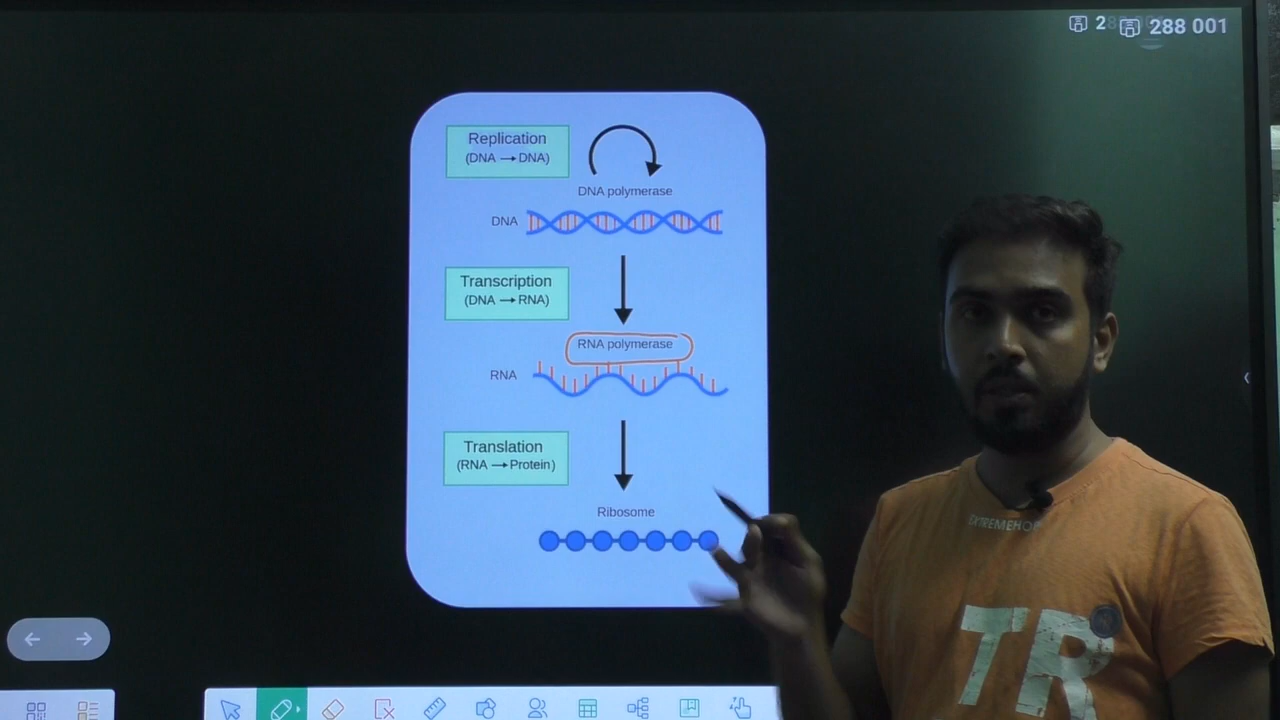 288 001
Replication
(DNA → DNA)
DNA polymerase
DNA
Transcription
(DNA → RNA)
RNA polymerase
RNA
Translation
(RNA → Protein)
Ribosome
TR